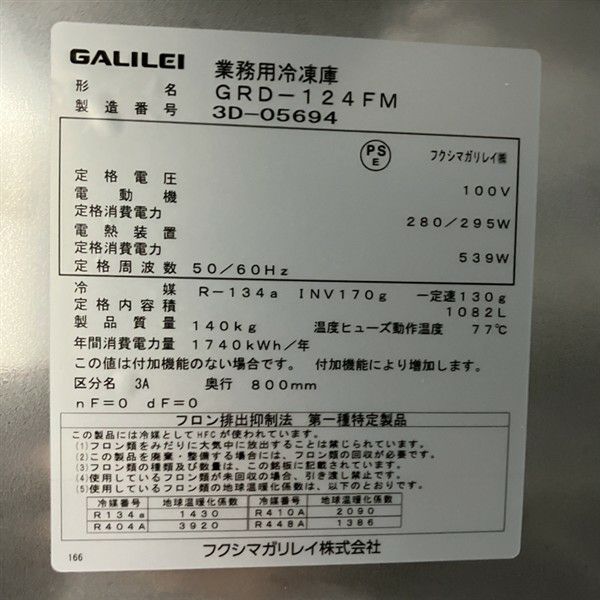 GALILEI 業務用冷凍庫
形名 GRD-124FM
製造番号 3D-05694
PS E フクシマガリレイ㈱
定格電圧 100V
電動機
定格消費電力 280/295W
電熱装置
定格消費電力 539W
定格周波数 50/60Hz
冷媒 R-134a INV170g 一定速130g
定格内容積 1082L
製品質量 140kg 温度ヒューズ動作温度 77℃
年間消費電力量 1740kWh/年
この値は付加機能のない場合です。付加機能により増加します。
区分名 3A 奥行 800mm
nF=0 dF=0
フロン排出抑制法 第一種特定製品
この製品には冷媒としてHFCが使われています。
(1)フロン類をみだりに大気中に放出することは禁じられています。
(2)この製品を廃棄・整備する場合には、フロン類の回収が必要です。
(3)フロン類の種類及び数量は、この銘板に記載されています。
(4)使用しているフロン類が未回収の場合、引き渡し禁止です。
(5)使用しているフロン類の地球温暖化係数は、以下のとおりです。
冷媒番号 地球温暖化係数 冷媒番号 地球温暖化係数
R134a 1430 R410A 2090
R404A 3920 R448A 1386
166 フクシマガリレイ株式会社